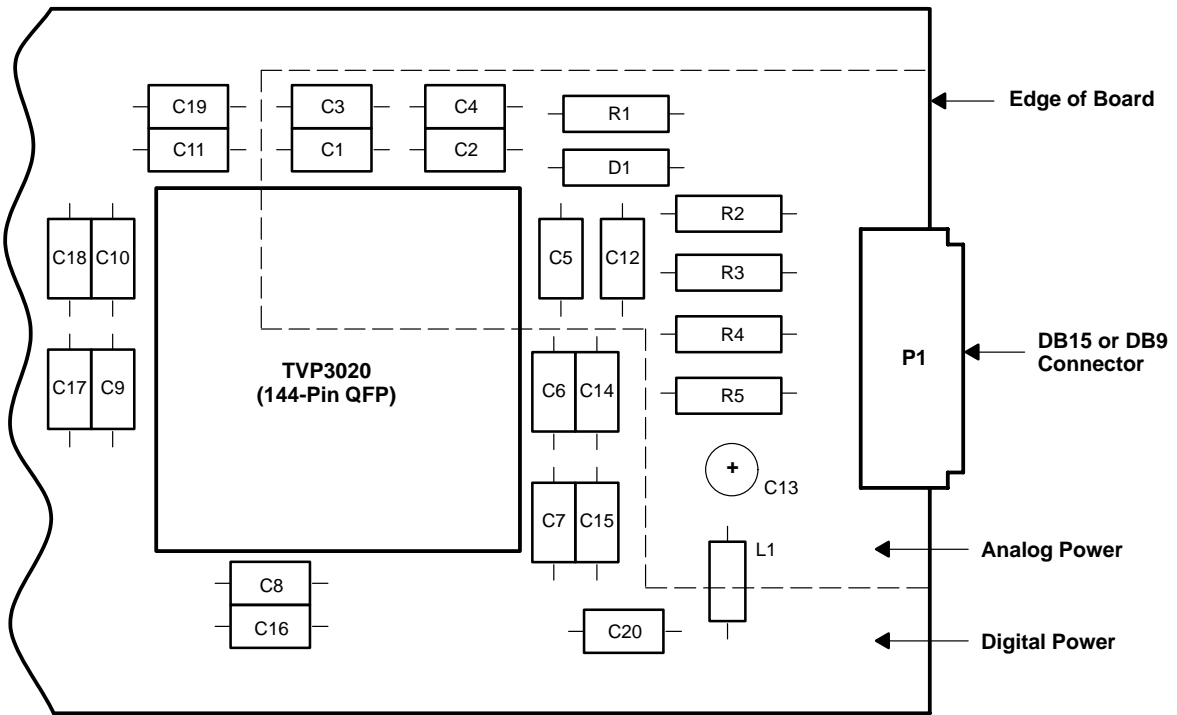 C19
C3
C4
R1
Edge of Board
C11
C1
C2
D1
R2
C18
C10
C5
C12
R3
R4
DB15 or DB9
Connector
P1
TVP3020
(144-Pin QFP)
C17
C9
C6
C14
R5
+
C13
C7
C15
L1
Analog Power
C8
C16
C20
Digital Power